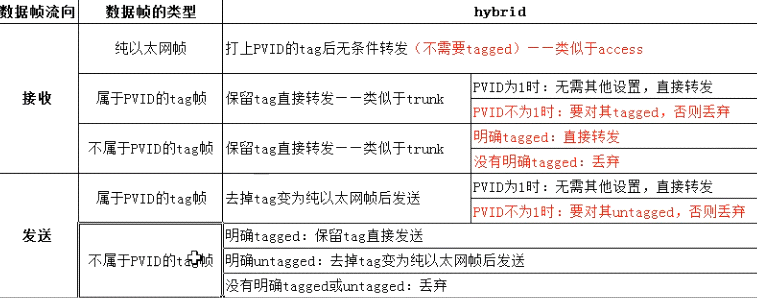 数据帧流向 数据帧的类型 hybrid
接收
纯以太网帧 打上PVID的tag后无条件转发（不需要tagged）——类似于access
属于PVID的tag帧 保留tag直接转发——类似于trunk
PVID为1时：无需其他设置，直接转发
PVID不为1时：要对其tagged，否则丢弃
不属于PVID的tag帧 保留tag直接转发——类似于trunk
明确tagged：直接转发
没有明确tagged：丢弃
发送
属于PVID的tag帧 去掉tag变为纯以太网帧后发送
PVID为1时：无需其他设置，直接转发
PVID不为1时：要对其untagged，否则丢弃
不属于PVID的tag帧
明确tagged：保留tag直接发送
明确untagged：去掉tag变为纯以太网帧后发送
没有明确tagged或untagged：丢弃